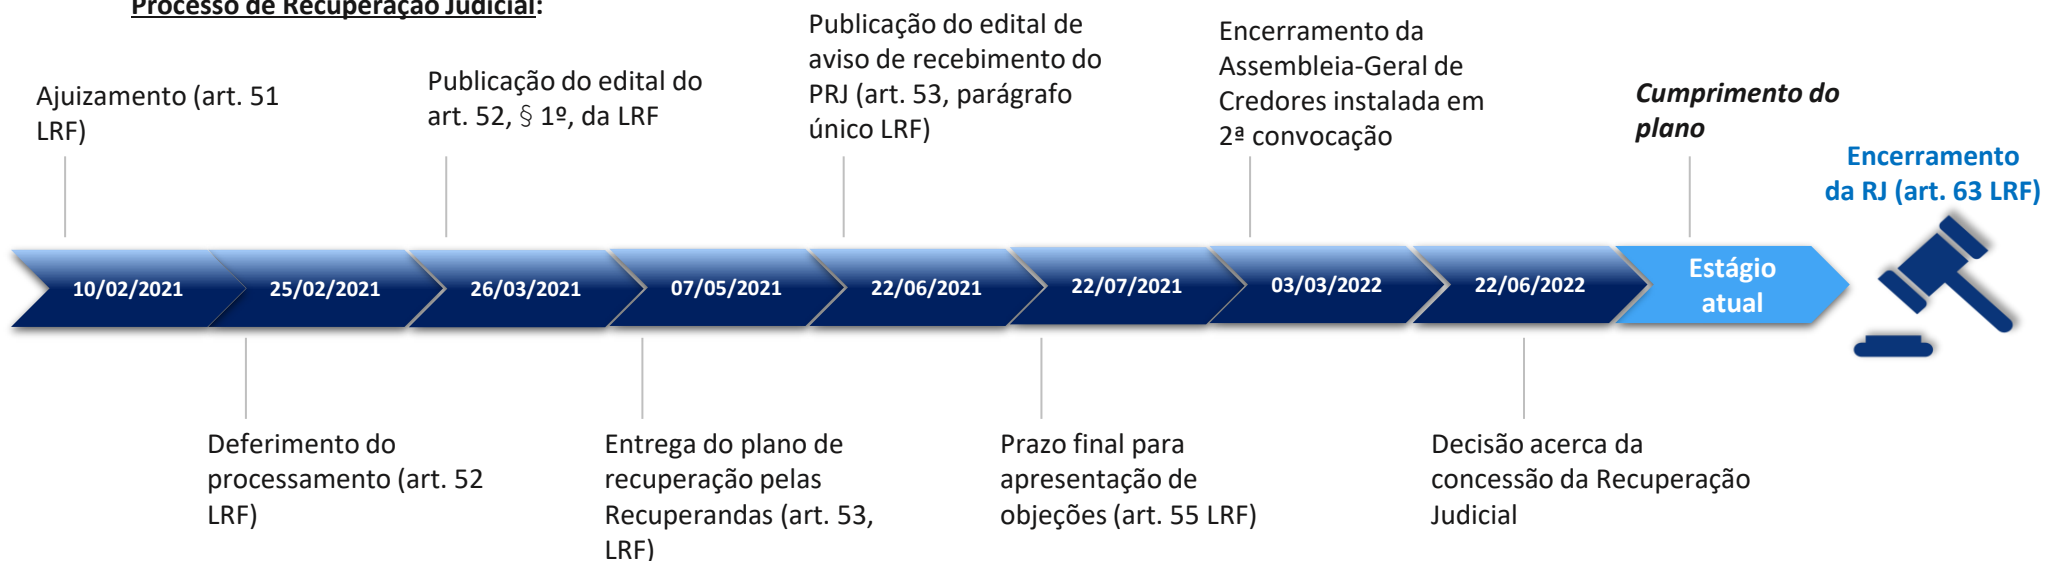 Processo de Recuperação Judicial:
Ajuizamento (art. 51
LRF)
Publicação do edital do
art. 52, § 1º, da LRF
Publicação do edital de
aviso de recebimento do
PRJ (art. 53, parágrafo
único LRF)
Encerramento da
Assembleia-Geral de
Credores instalada em
2ª convocação
Cumprimento do
plano
Encerramento
da RJ (art. 63 LRF)
10/02/2021
25/02/2021
26/03/2021
07/05/2021
22/06/2021
22/07/2021
03/03/2022
22/06/2022
Estágio
atual
Deferimento do
processamento (art. 52
LRF)
Entrega do plano de
recuperação pelas
Recuperandas (art. 53,
LRF)
Prazo final para
apresentação de
objeções (art. 55 LRF)
Decisão acerca da
concessão da Recuperação
Judicial